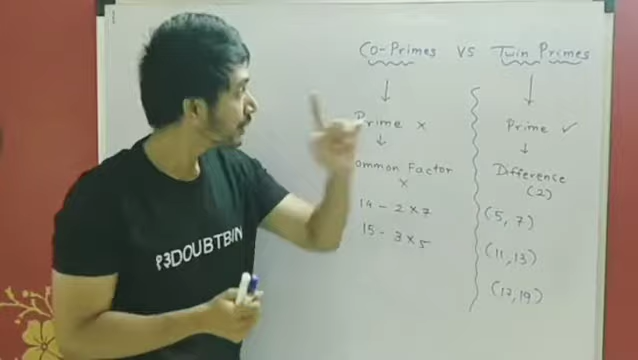 Co-Primes vs Twin Primes
Prime ×
ommon Factor
×
14 - 2×7
15 - 3×5
Prime ✓
Difference
(2)
(5, 7)
(11, 13)
(17, 19)
DOUBTBIN